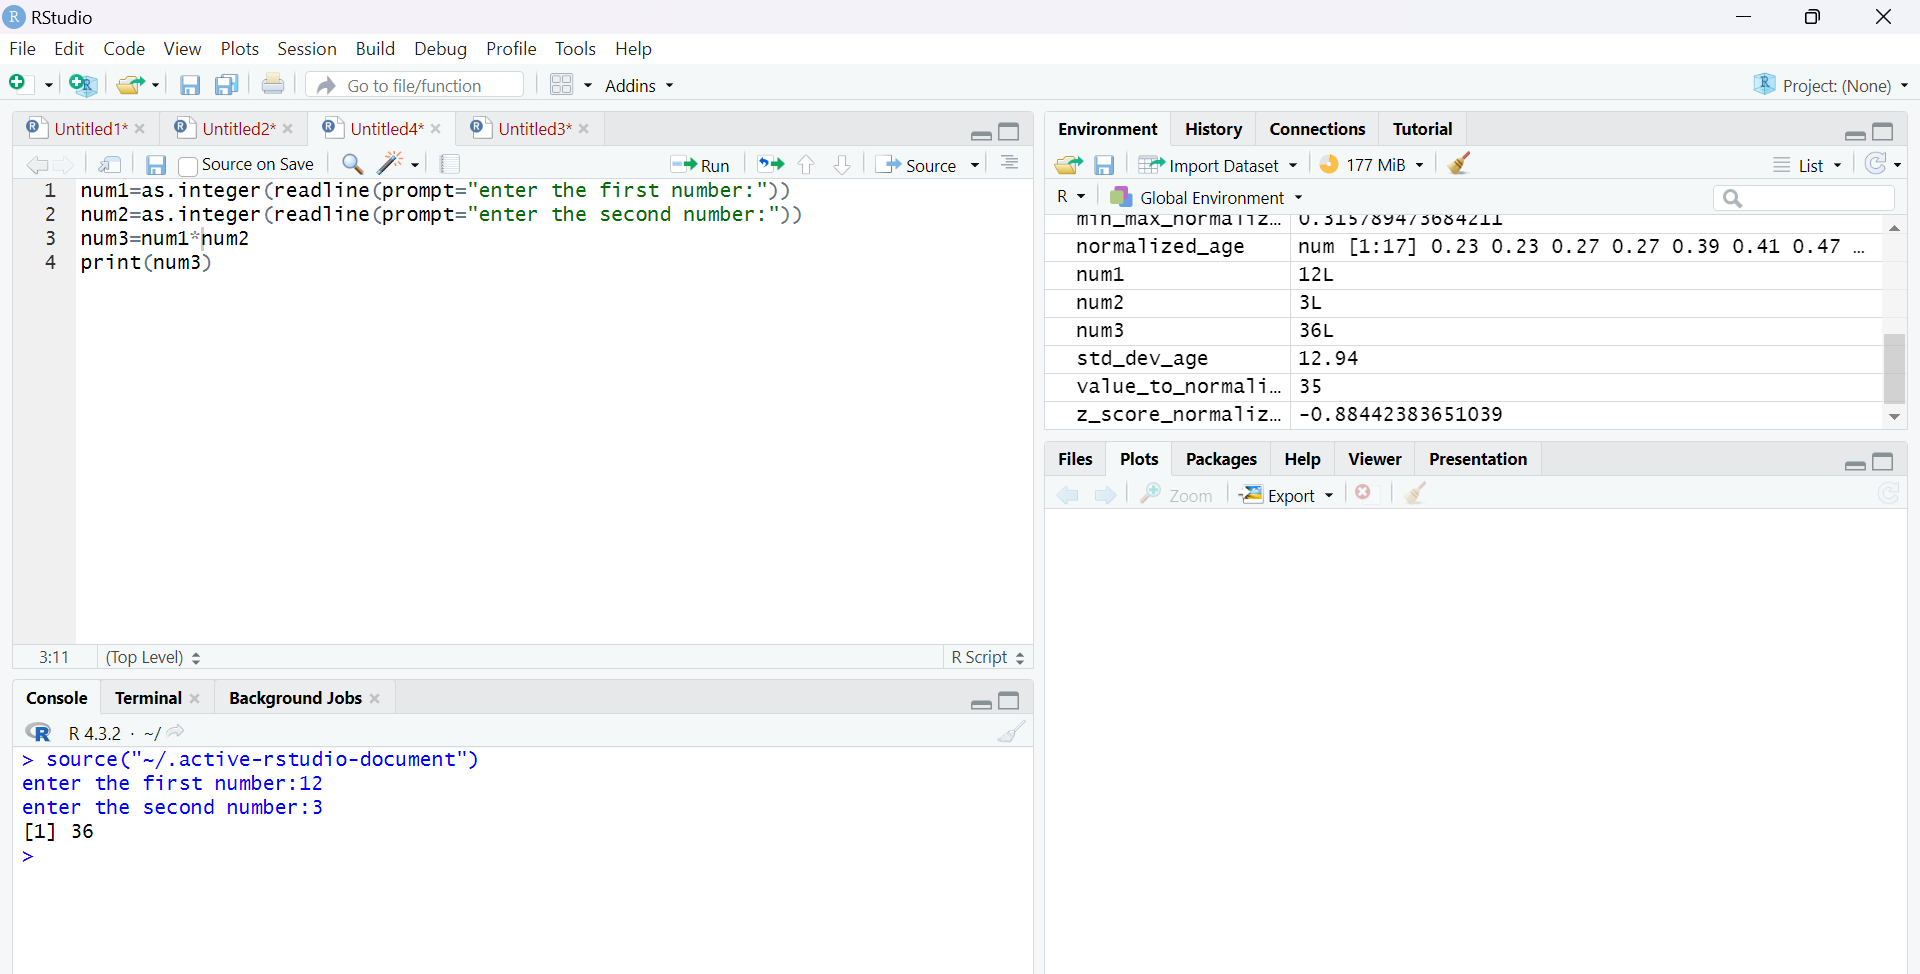 RStudio
File Edit Code View Plots Session Build Debug Profile Tools Help
Go to file/function Addins Project: (None)
Untitled1* Untitled2* Untitled4* Untitled3*
Source on Save Run Source
1 num1=as.integer(readline(prompt="enter the first number:"))
2 num2=as.integer(readline(prompt="enter the second number:"))
3 num3=num1*num2
4 print(num3)
3:11 (Top Level) R Script
Console Terminal Background Jobs
R 4.3.2 · ~/
> source("~/.active-rstudio-document")
enter the first number:12
enter the second number:3
[1] 36
>
Environment History Connections Tutorial
Import Dataset 177 MiB List
R Global Environment
min_max_normaliz… 0.315789473684211
normalized_age num [1:17] 0.23 0.23 0.27 0.27 0.39 0.41 0.47 …
num1 12L
num2 3L
num3 36L
std_dev_age 12.94
value_to_normali… 35
z_score_normaliz… -0.88442383651039
Files Plots Packages Help Viewer Presentation
Zoom Export